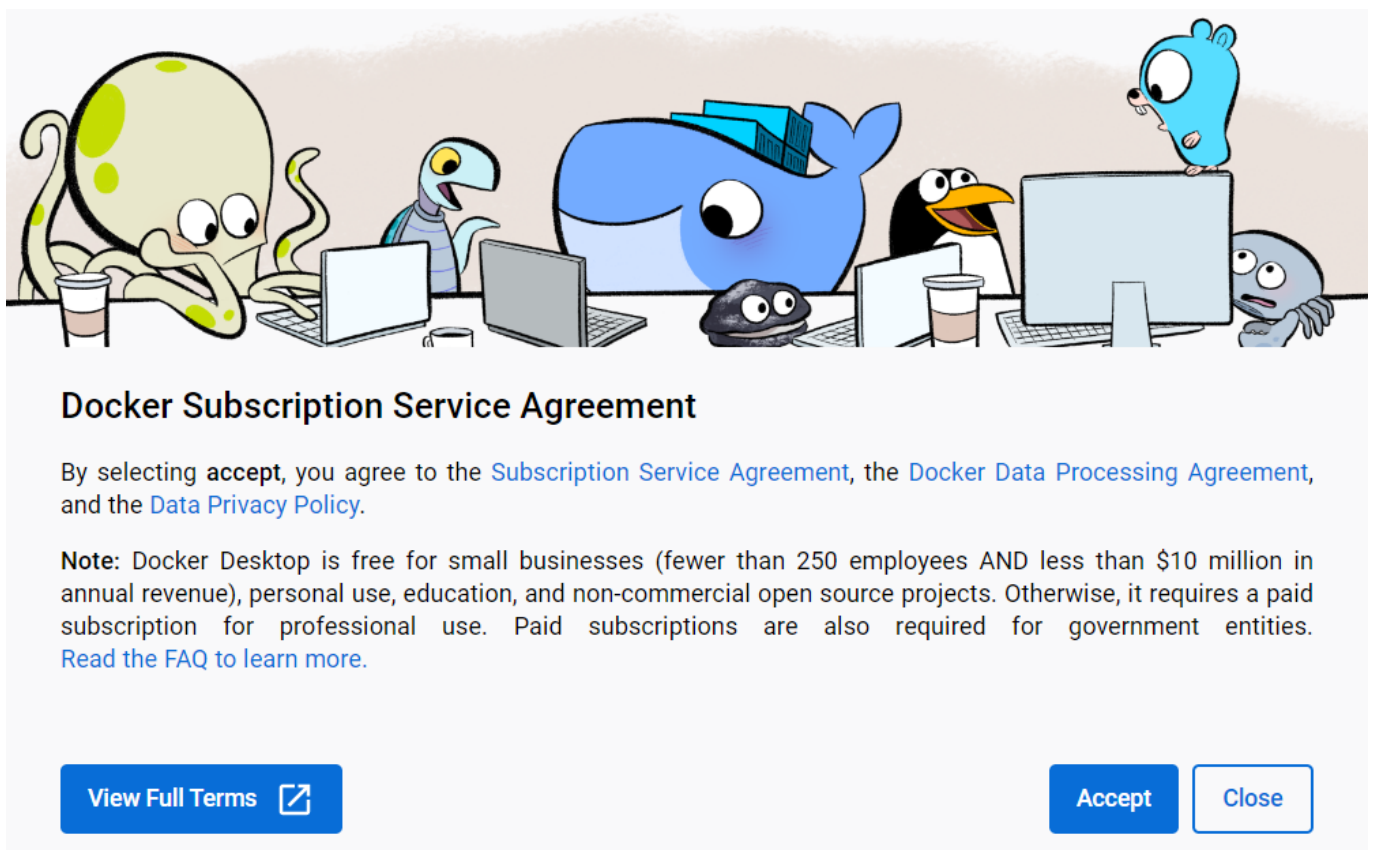 Docker Subscription Service Agreement
By selecting accept, you agree to the Subscription Service Agreement, the Docker Data Processing Agreement,
and the Data Privacy Policy.
Note: Docker Desktop is free for small businesses (fewer than 250 employees AND less than $10 million in
annual revenue), personal use, education, and non-commercial open source projects. Otherwise, it requires a paid
subscription for professional use. Paid subscriptions are also required for government entities.
Read the FAQ to learn more.
View Full Terms
Accept
Close